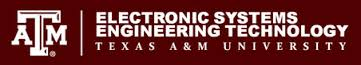 ATM
ELECTRONIC SYSTEMS
ENGINEERING TECHNOLOGY
TEXAS A&M UNIVERSITY